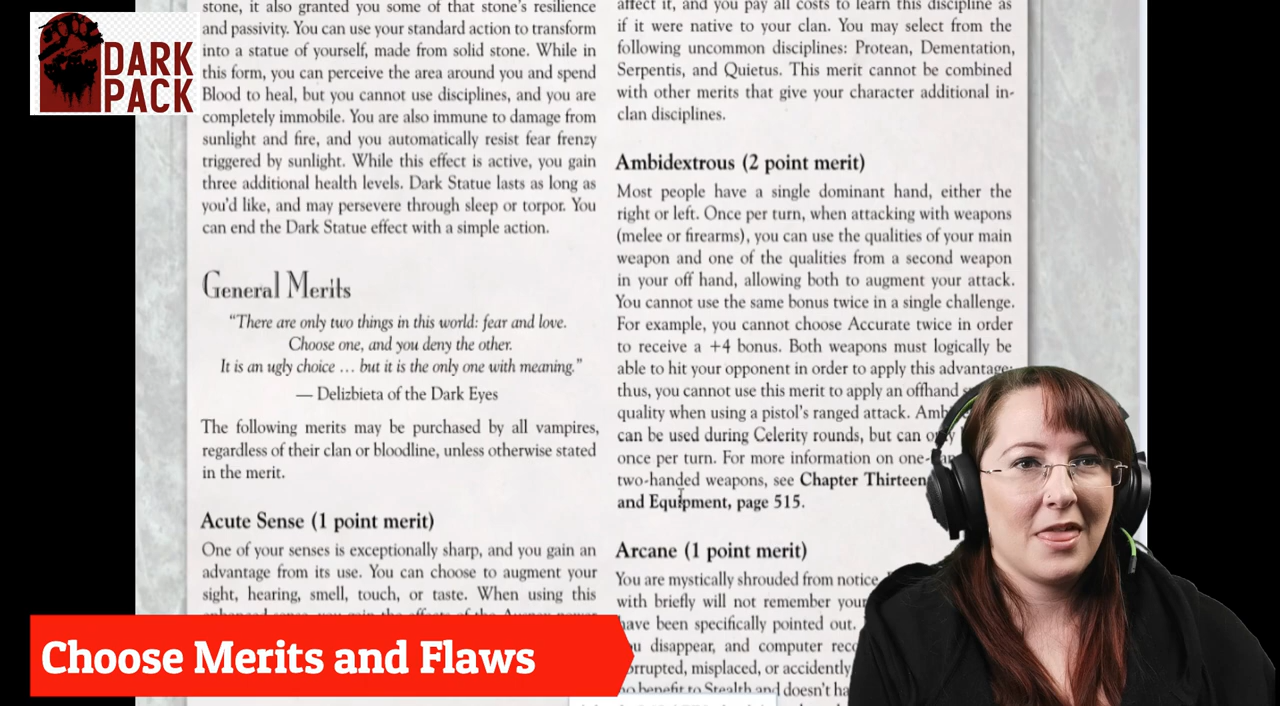 DARK
PACK
stone, it also granted you some of that stone's resilience
and passivity. You can use your standard action to transform
into a statue of yourself, made from solid stone. While in
this form, you can perceive the area around you and spend
Blood to heal, but you cannot use disciplines, and you are
completely immobile. You are also immune to damage from
sunlight and fire, and you automatically resist fear frenzy
triggered by sunlight. While this effect is active, you gain
three additional health levels. Dark Statue lasts as long as
you'd like, and may persevere through sleep or torpor. You
can end the Dark Statue effect with a simple action.
General Merits
“There are only two things in this world: fear and love.
Choose one, and you deny the other.
It is an ugly choice … but it is the only one with meaning.”
— Delizbieta of the Dark Eyes
The following merits may be purchased by all vampires,
regardless of their clan or bloodline, unless otherwise stated
in the merit.
Acute Sense (1 point merit)
One of your senses is exceptionally sharp, and you gain an
advantage from its use. You can choose to augment your
sight, hearing, smell, touch, or taste. When using this
affect it, and you pay all costs to learn this discipline as
if it were native to your clan. You may select from the
following uncommon disciplines: Protean, Dementation,
Serpentis, and Quietus. This merit cannot be combined
with other merits that give your character additional in-
clan disciplines.
Ambidextrous (2 point merit)
Most people have a single dominant hand, either the
right or left. Once per turn, when attacking with weapons
(melee or firearms), you can use the qualities of your main
weapon and one of the qualities from a second weapon
in your off hand, allowing both to augment your attack.
You cannot use the same bonus twice in a single challenge.
For example, you cannot choose Accurate twice in order
to receive a +4 bonus. Both weapons must logically be
able to hit your opponent in order to apply this advantage;
thus, you cannot use this merit to apply an offhand
quality when using a pistol's ranged attack.
can be used during Celerity rounds, but can
once per turn. For more information on one-
two-handed weapons, see Chapter Thirteen
and Equipment, page 515.
Arcane (1 point merit)
You are mystically shrouded from notice.
with briefly will not remember your
have been specifically pointed out.
disappear, and computer
misplaced, or accidently
benefit to Stealth and doesn't
Choose Merits and Flaws